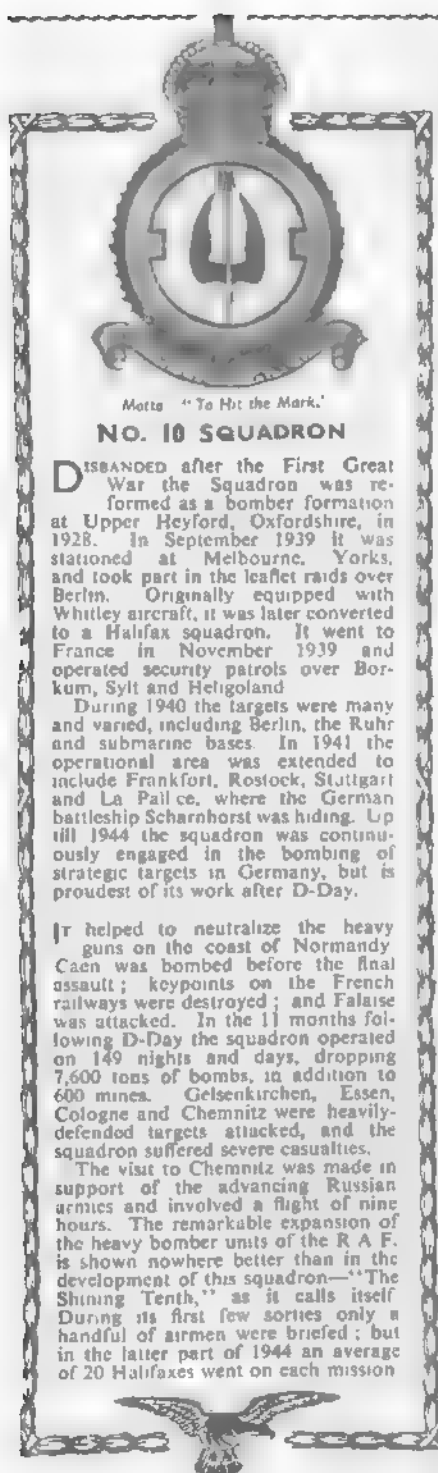 Motto "To Hit the Mark."
No. 10 SQUADRON
DISBANDED after the First Great
War the Squadron was re-
formed as a bomber formation
at Upper Heyford, Oxfordshire, in
1928. In September 1939 it was
stationed at Melbourne, Yorks,
and took part in the leaflet raids over
Berlin. Originally equipped with
Whitley aircraft, it was later converted
to a Halifax squadron. It went to
France in November 1939 and
operated security patrols over Bor-
kum, Sylt and Heligoland
During 1940 the targets were many
and varied, including Berlin, the Ruhr
and submarine bases. In 1941 the
operational area was extended to
include Frankfort, Rostock, Stuttgart
and La Pallice, where the German
battleship Scharnhorst was hiding. Up
till 1944 the squadron was continu-
ously engaged in the bombing of
strategic targets in Germany, but is
proudest of its work after D-Day.
IT helped to neutralize the heavy
guns on the coast of Normandy
Caen was bombed before the final
assault; keypoints on the French
railways were destroyed; and Falaise
was attacked. In the 11 months fol-
lowing D-Day the squadron operated
on 149 nights and days, dropping
7,600 tons of bombs, in addition to
600 mines. Gelsenkirchen, Essen,
Cologne and Chemnitz were heavily-
defended targets attacked, and the
squadron suffered severe casualties.
The visit to Chemnitz was made in
support of the advancing Russian
armies and involved a flight of nine
hours. The remarkable expansion of
the heavy bomber units of the R A F.
is shown nowhere better than in the
development of this squadron—"The
Shining Tenth," as it calls itself
During its first few sorties only a
handful of airmen were briefed; but
in the latter part of 1944 an average
of 20 Halifaxes went on each mission